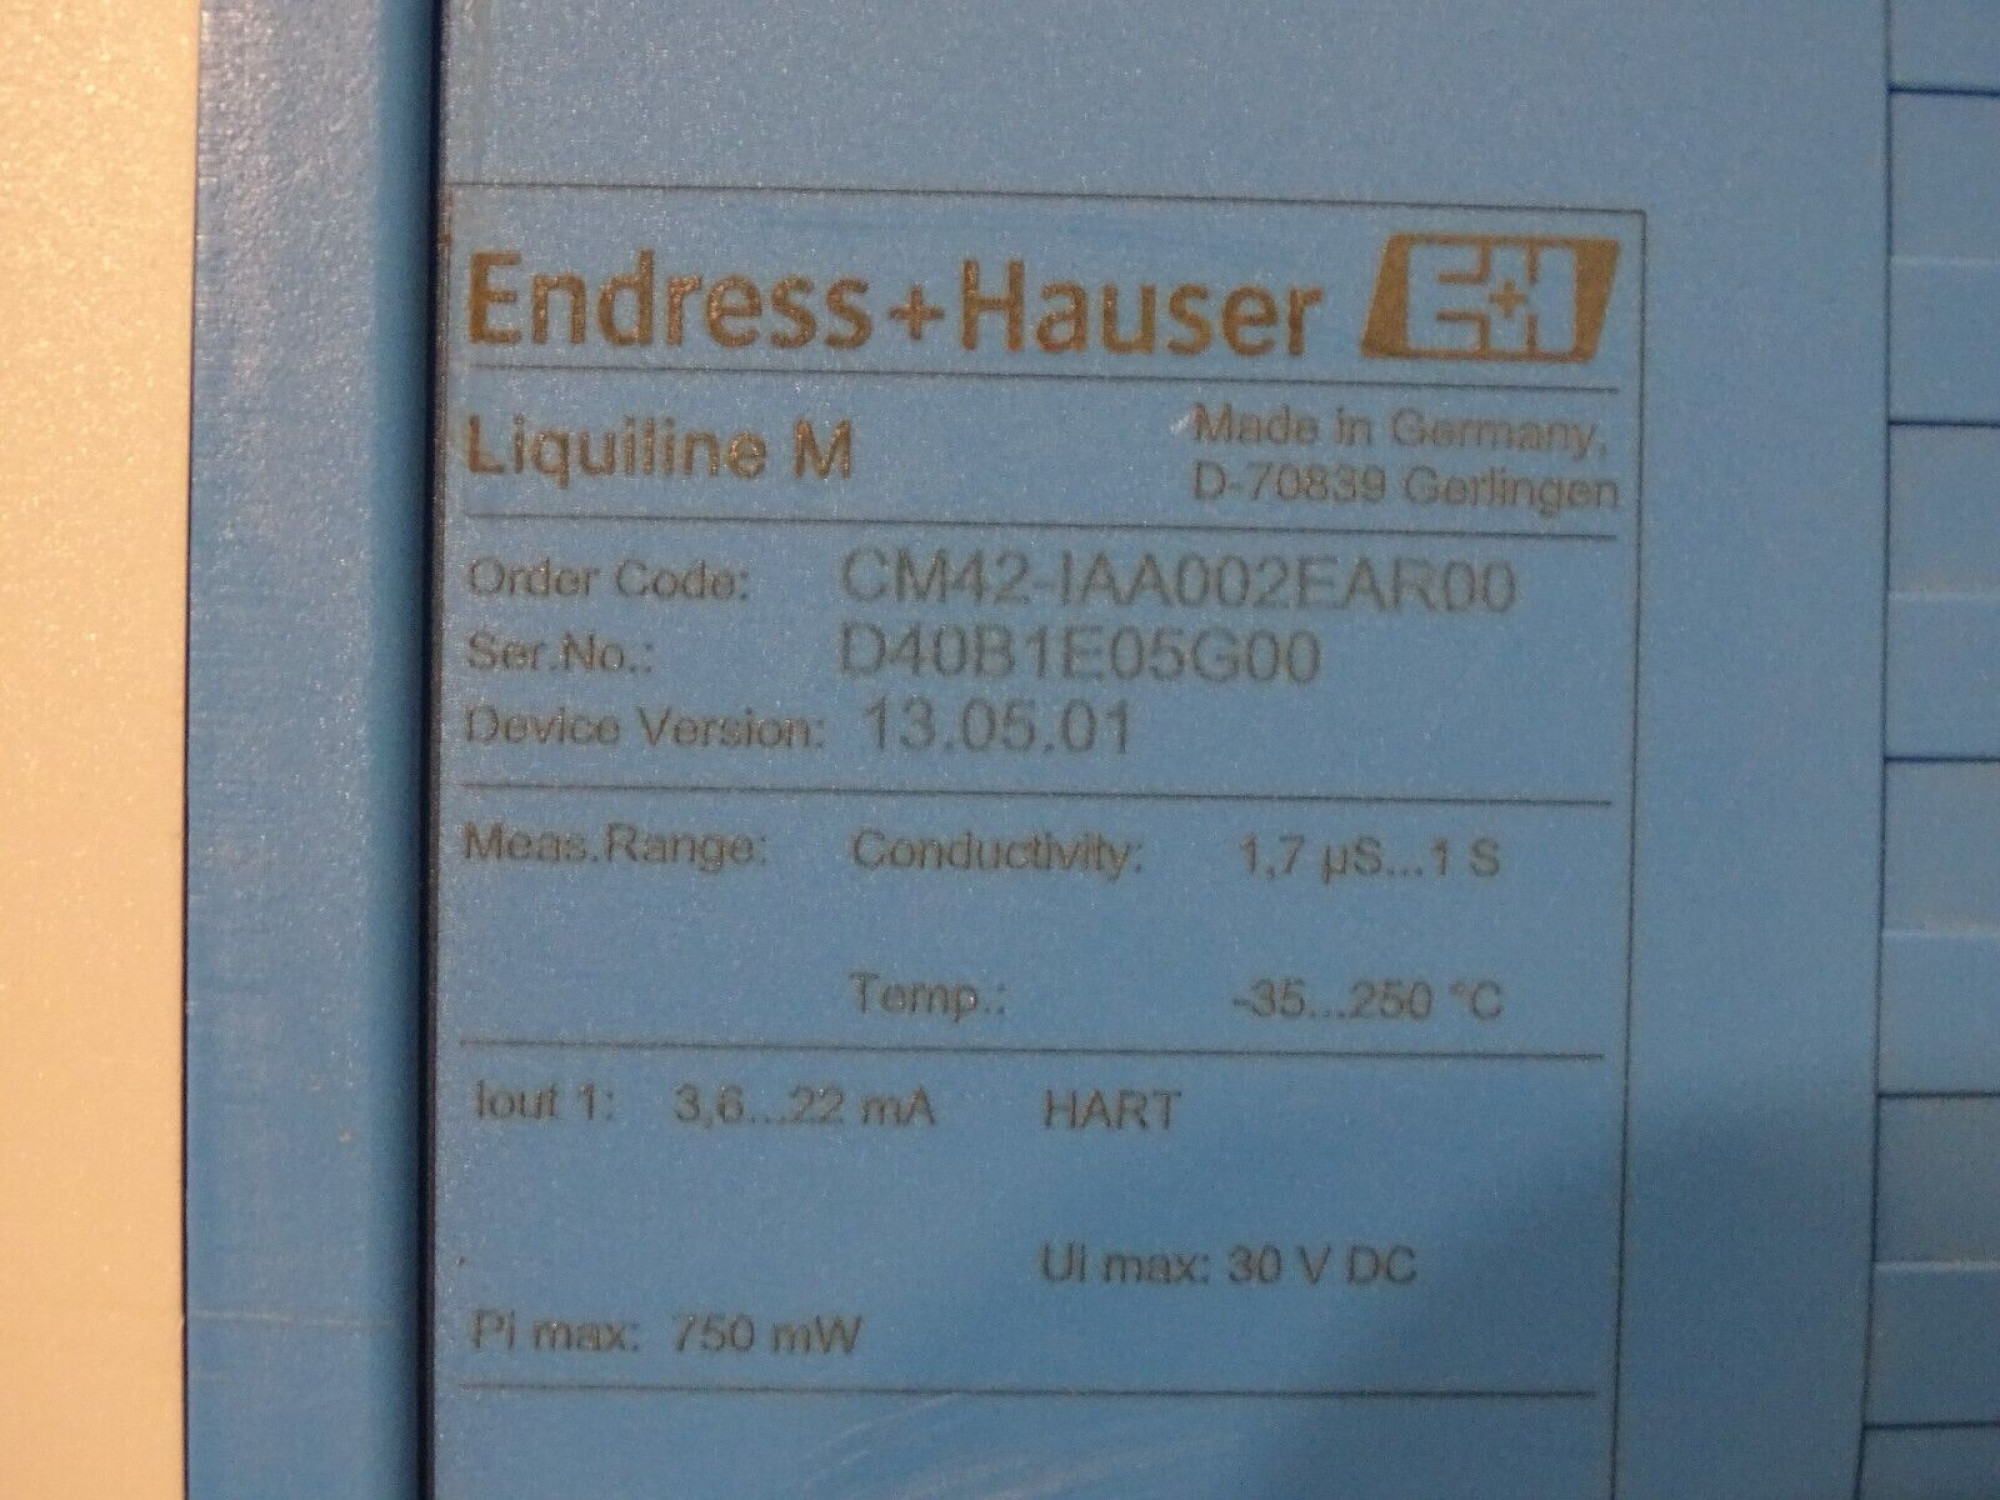 Endress+Hauser E+H
Liquiline M
Made in Germany,
D-70839 Gerlingen
Order Code: CM42-IAA002EAR00
Ser.No.: D40B1E05G00
Device Version: 13.05.01
Meas.Range: Conductivity: 1,7 µS...1 S
Temp.: -35...250 °C
Iout 1: 3,6...22 mA HART
Ui max: 30 V DC
Pi max: 750 mW